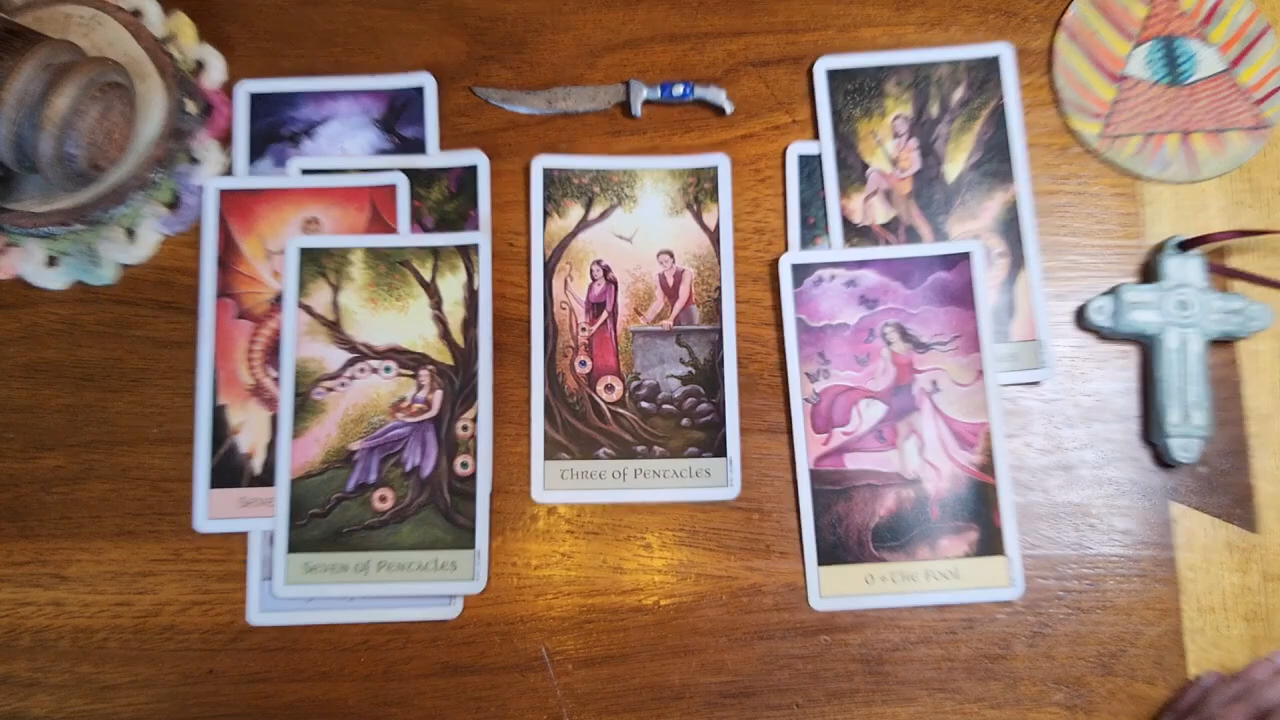 Seven of Pentacles
Three of Pentacles
0 • The Fool